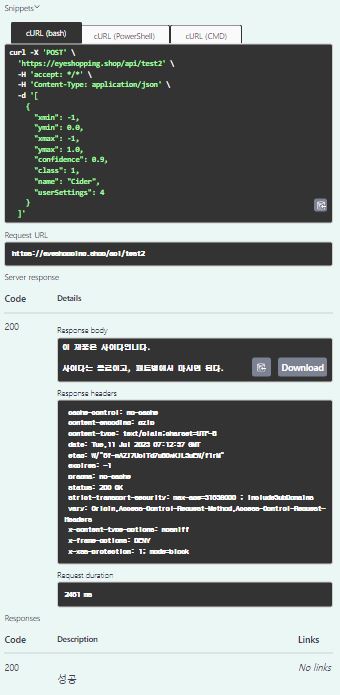 Snippets
cURL (bash)
cURL (PowerShell)
cURL (CMD)
curl -X 'POST' \
'https://eyeshopping.shop/api/test2' \
-H 'accept: */*' \
-H 'Content-Type: application/json' \
-d '[
{
"xmin": -1,
"ymin": 0.0,
"xmax": -1,
"ymax": 1.0,
"confidence": 0.9,
"class": 1,
"name": "Cider",
"userSettings": 4
}
]'
Request URL
https://eyeshopping.shop/api/test2
Server response
Code Details
200
Response body
이 제품은 사이다입니다.
사이다는 음료이고, 페트병에서 마시면 된다.
Download
Response headers
cache-control: no-cache
content-encoding: gzip
content-type: text/plain;charset=UTF-8
date: Tue,11 Jul 2023 07:12:37 GMT
expires: -1
pragma: no-cache
status: 200 OK
strict-transport-security: max-age=31536000 ; includeSubDomains
vary: Origin,Access-Control-Request-Method,Access-Control-Request-
Headers
x-content-type-options: nosniff
x-frame-options: DENY
x-xss-protection: 1; mode=block
Request duration
2461 ms
Responses
Code Description Links
200
성공
No links